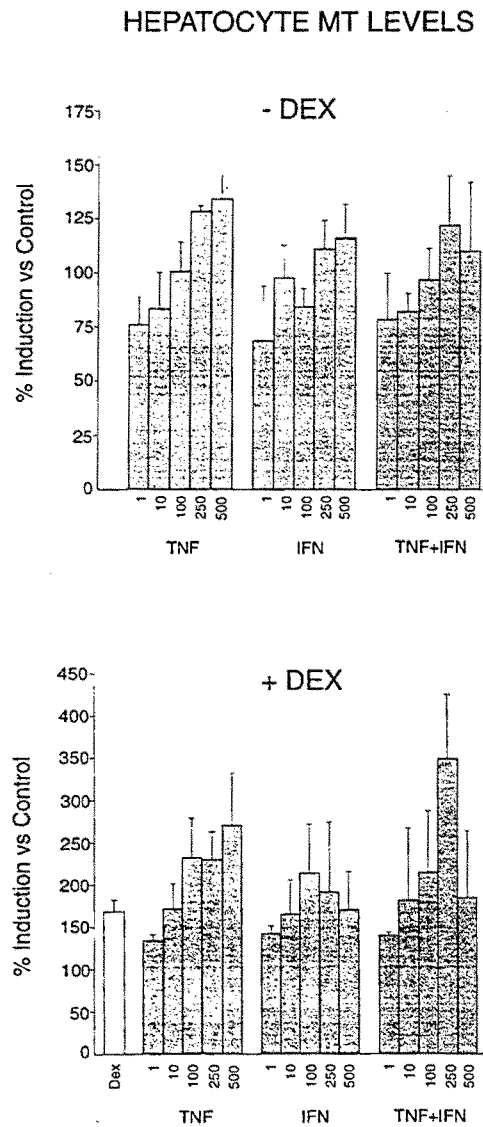 HEPATOCYTE MT LEVELS
- DEX
% Induction vs Control
175
150
125
100
75
50
25
0
1 10 100 250 500 1 10 100 250 500 1 10 100 250 500
TNF IFN TNF+IFN
+ DEX
% Induction vs Control
450
400
350
300
250
200
150
100
50
0
Dex 1 10 100 250 500 1 10 100 250 500 1 10 100 250 500
TNF IFN TNF+IFN